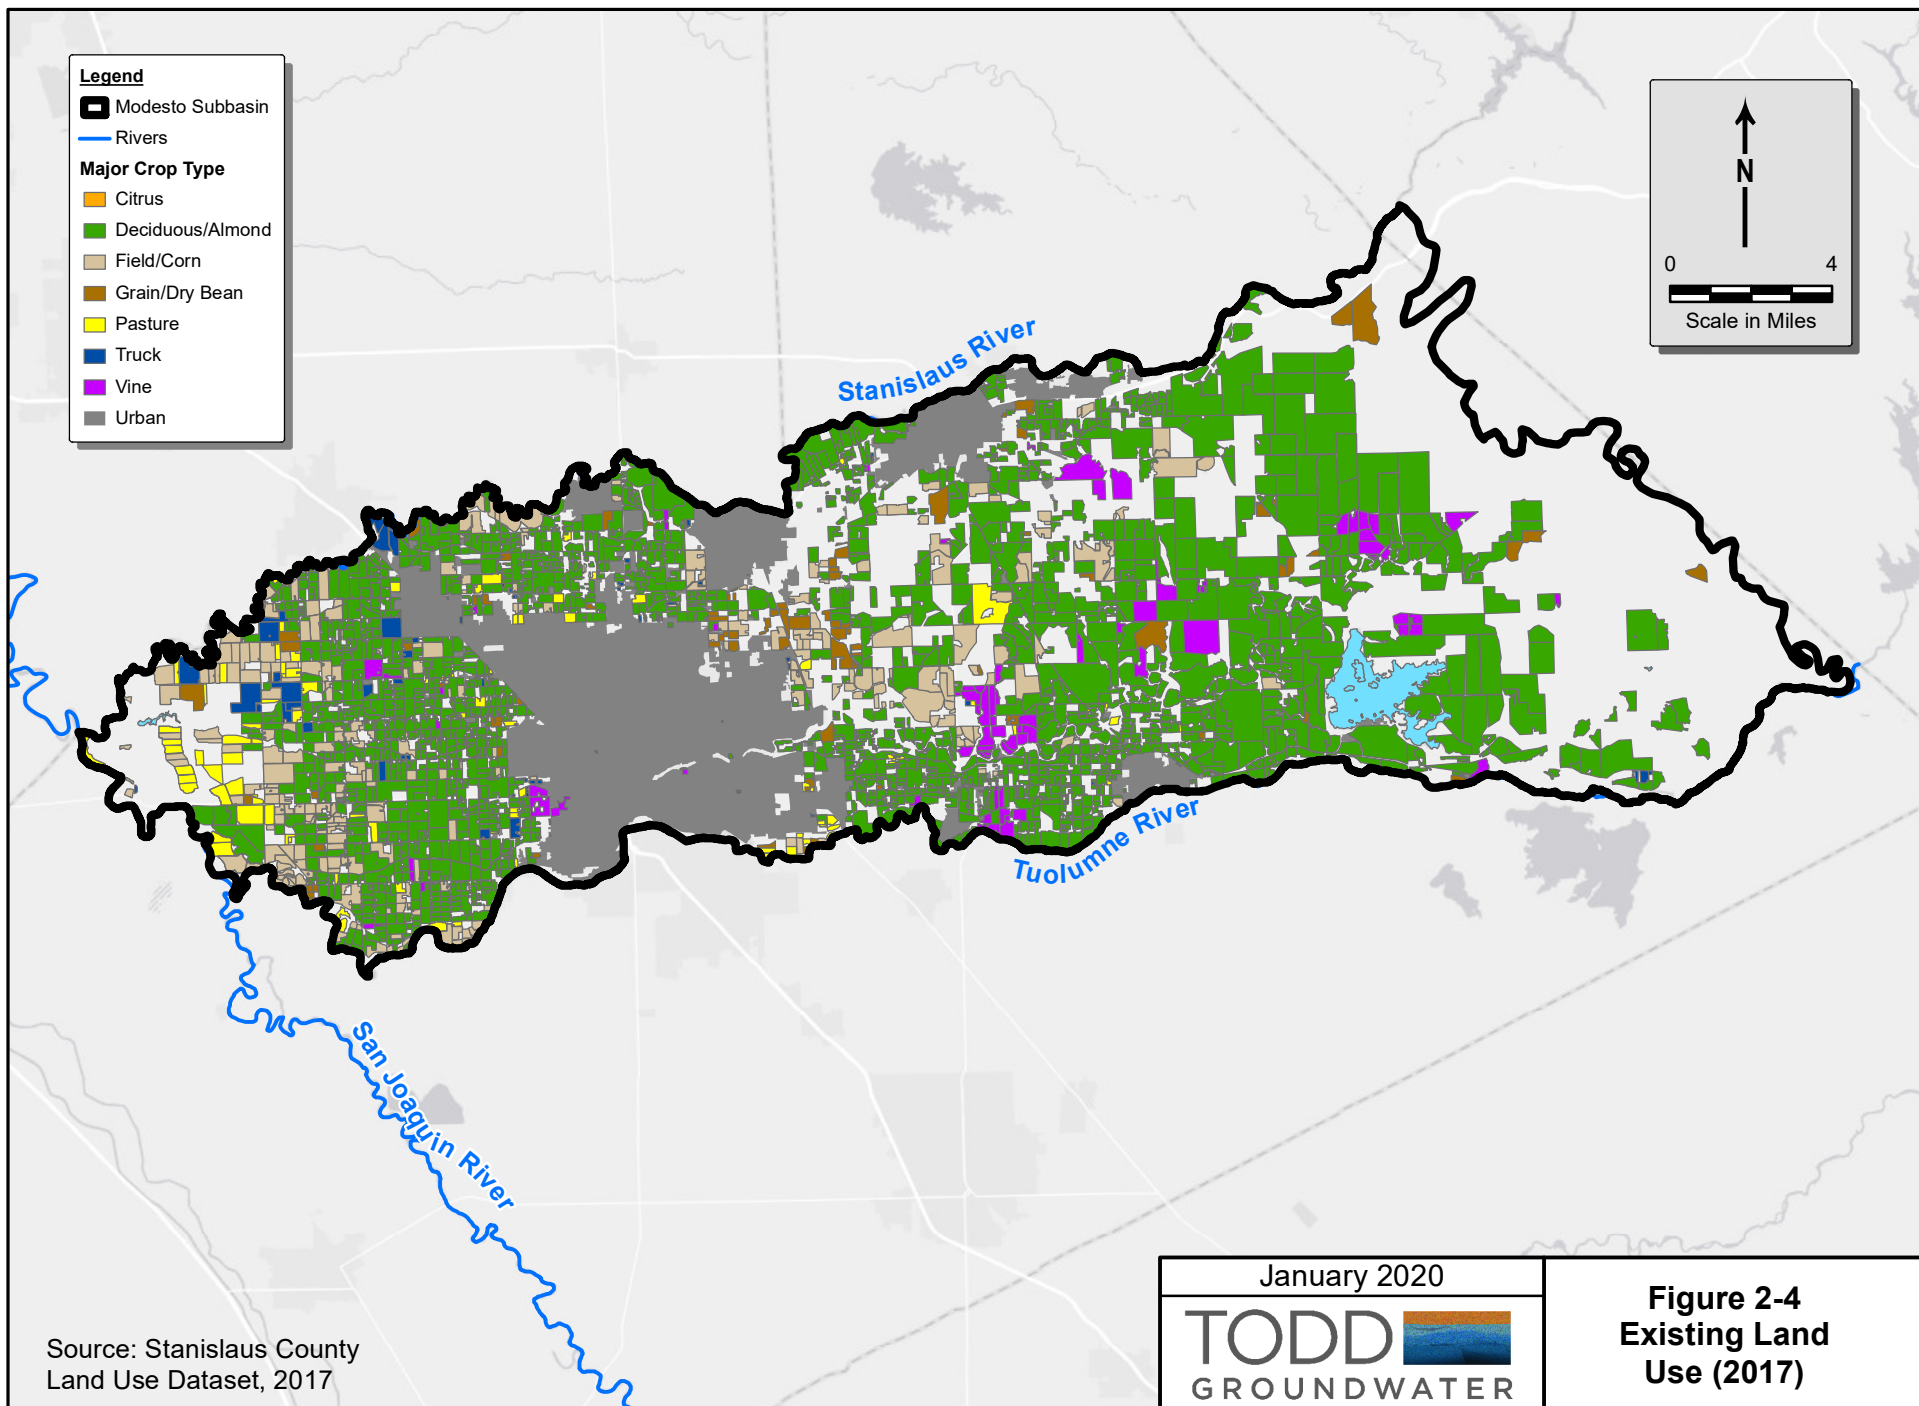 Legend
Modesto Subbasin
Rivers
Major Crop Type
Citrus
Deciduous/Almond
Field/Corn
Grain/Dry Bean
Pasture
Truck
Vine
Urban
N
0 4
Scale in Miles
Stanislaus River
Tuolumne River
San Joaquin River
Source: Stanislaus County
Land Use Dataset, 2017
January 2020
TODD
GROUNDWATER
Figure 2-4
Existing Land
Use (2017)